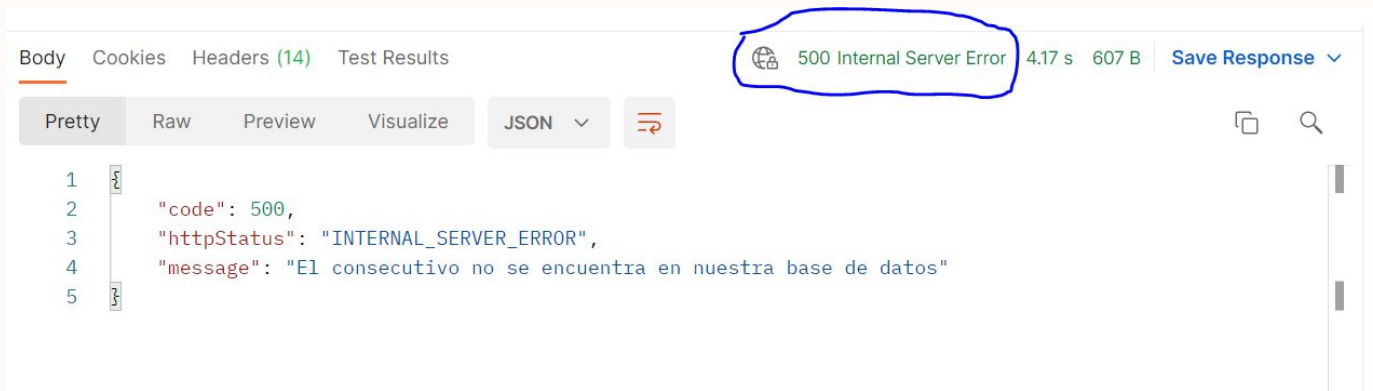 Body Cookies Headers (14) Test Results 500 Internal Server Error 4.17 s 607 B Save Response
Pretty Raw Preview Visualize JSON
1 {
2 "code": 500,
3 "httpStatus": "INTERNAL_SERVER_ERROR",
4 "message": "El consecutivo no se encuentra en nuestra base de datos"
5 }